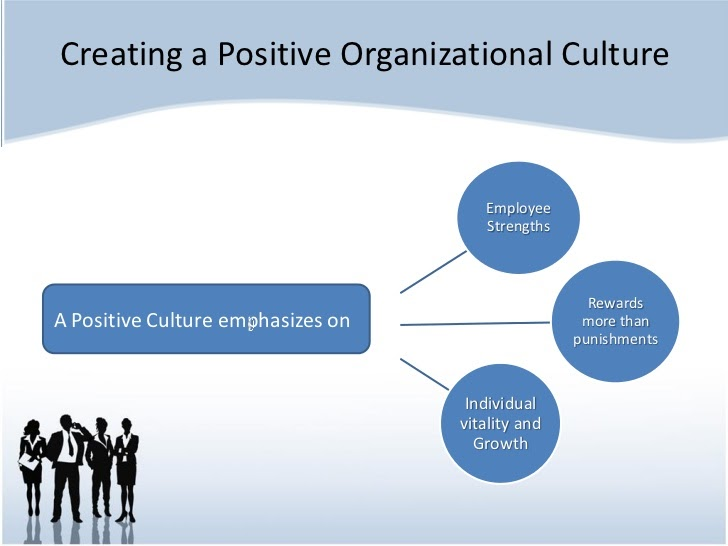 Creating a Positive Organizational Culture
Employee
Strengths
A Positive Culture emphasizes on
Rewards
more than
punishments
Individual
vitality and
Growth